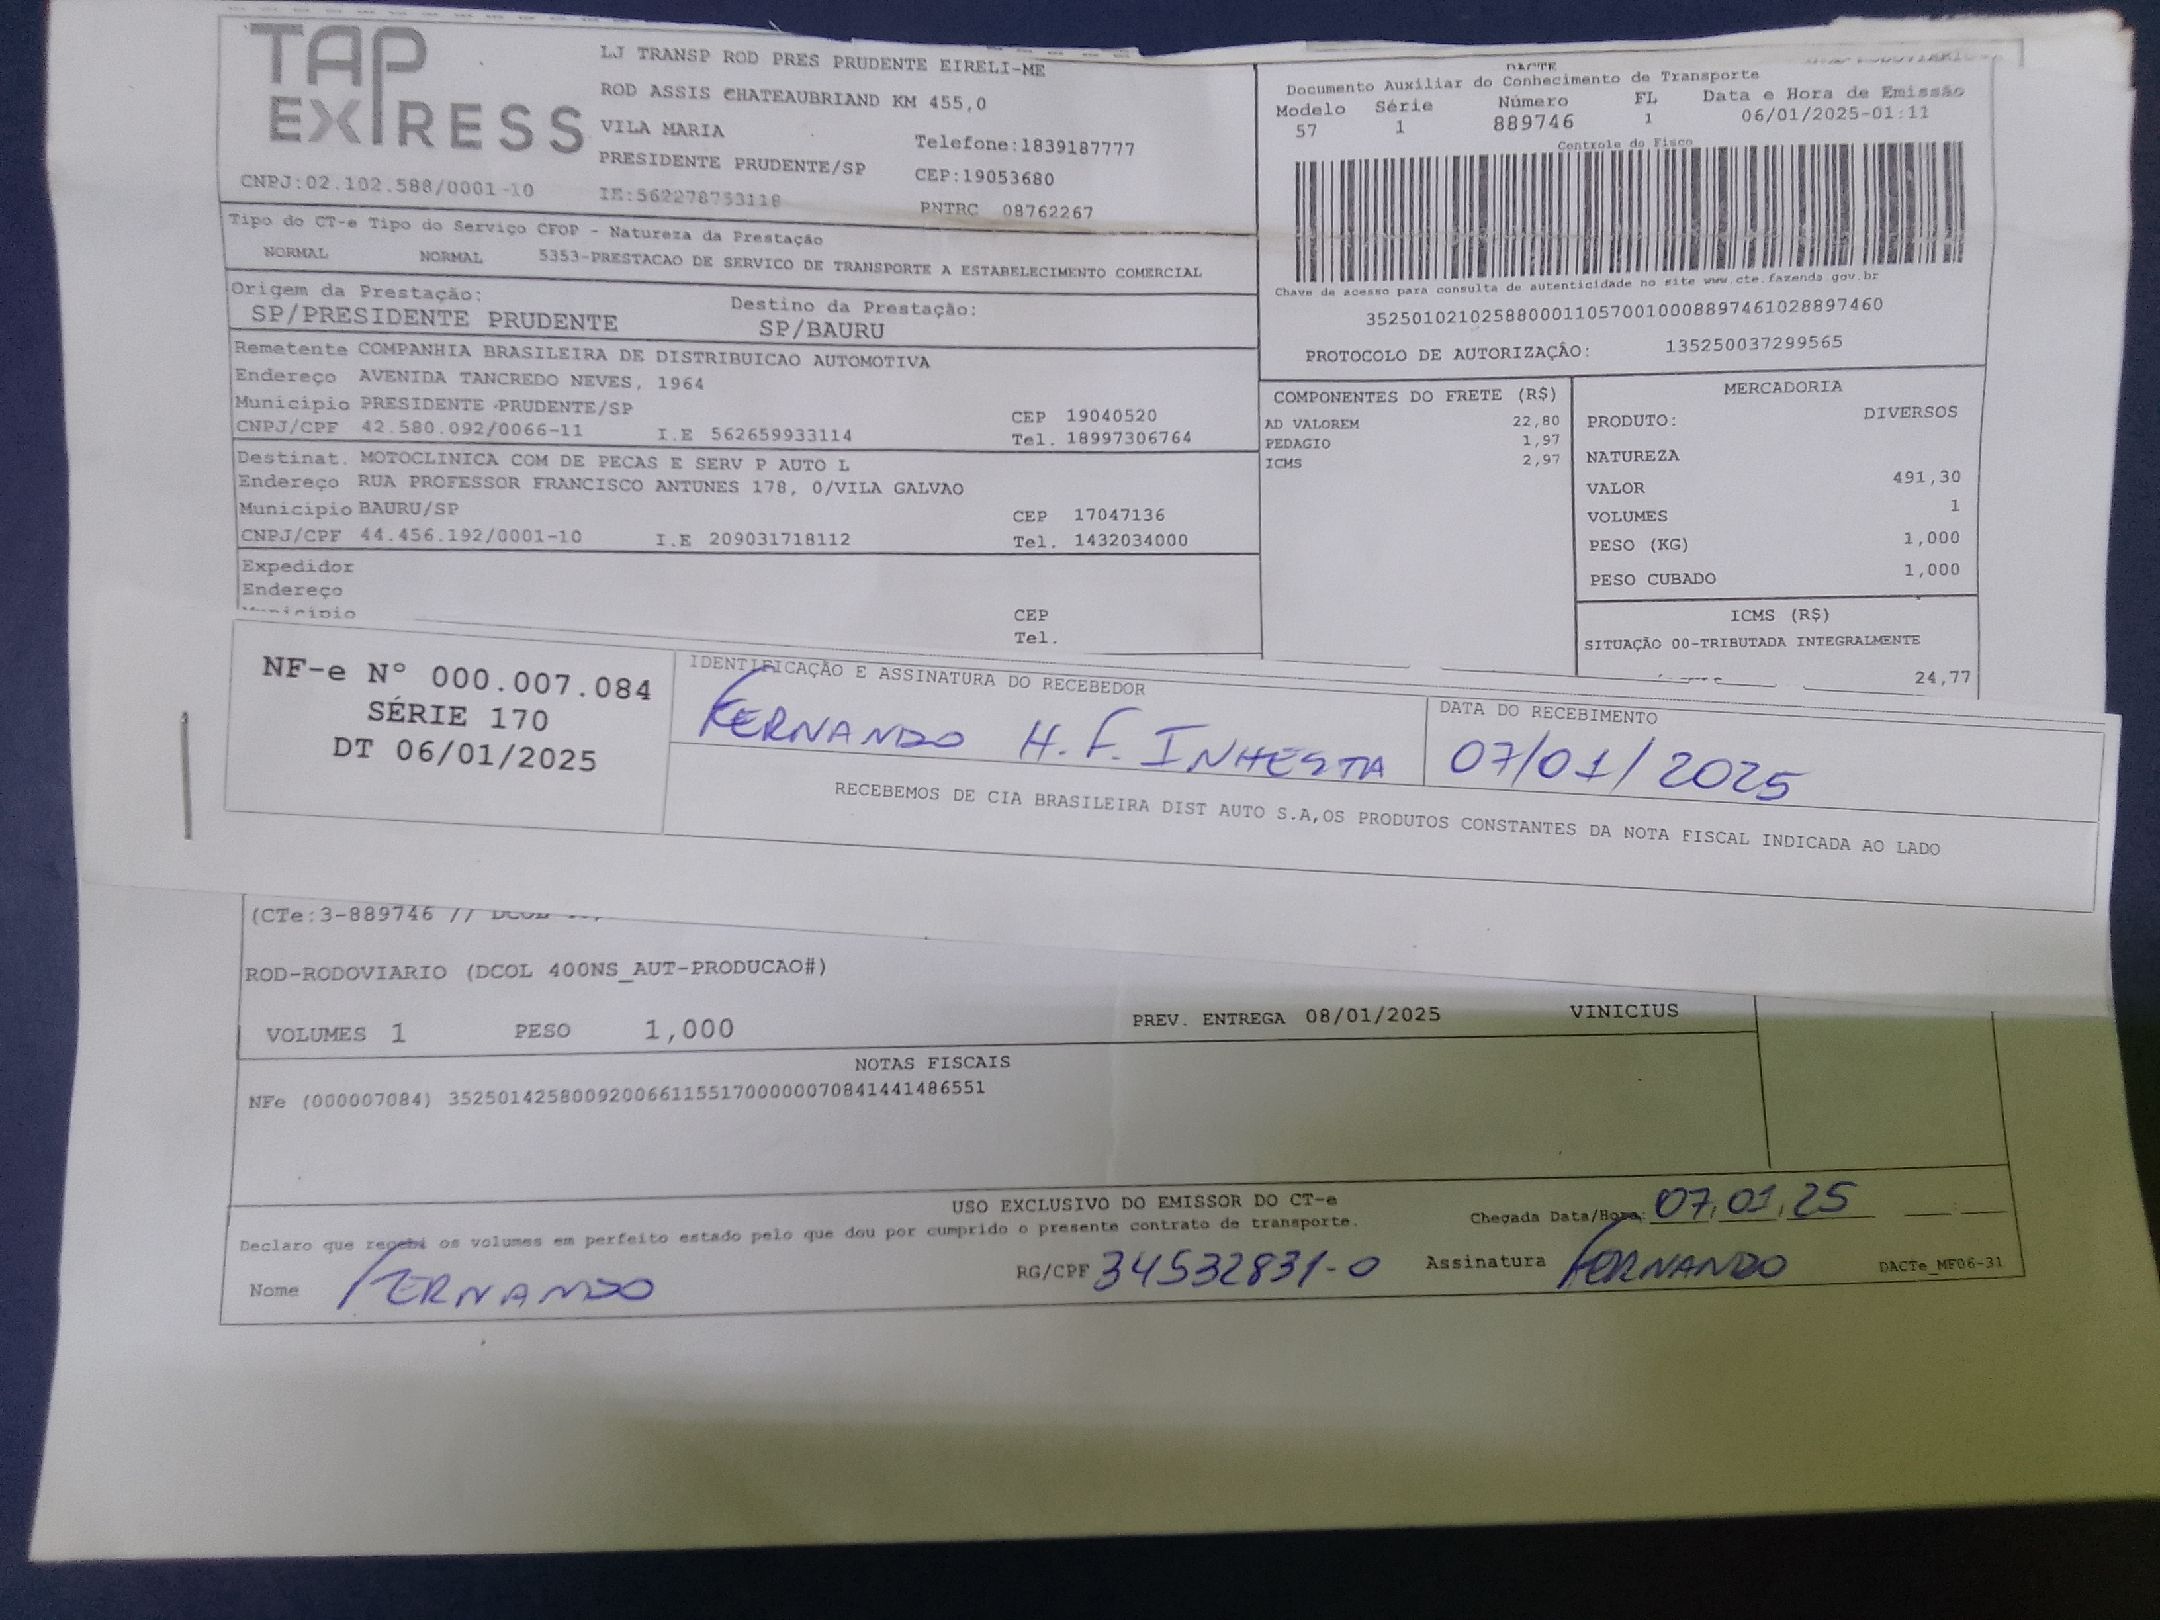 TAP EXPRESS
LJ TRANSP ROD PRES PRUDENTE EIRELI-ME
ROD ASSIS CHATEAUBRIAND KM 455,0
VILA MARIA
Telefone:1839187777
PRESIDENTE PRUDENTE/SP
CEP:19053680
CNPJ:02.102.588/0001-10
IE:562278753118
RNTRC 08762267
DACTE
Documento Auxiliar do Conhecimento de Transporte
Modelo Série Número FL Data e Hora de Emissão
57 1 889746 1 06/01/2025-01:11
Controle do Fisco
Chave de acesso para consulta de autenticidade no site www.cte.fazenda.gov.br
35250102102588000110570010008897461028897460
PROTOCOLO DE AUTORIZAÇÃO: 135250037299565
Tipo do CT-e Tipo do Serviço CFOP - Natureza da Prestação
NORMAL NORMAL 5353-PRESTACAO DE SERVICO DE TRANSPORTE A ESTABELECIMENTO COMERCIAL
Origem da Prestação: Destino da Prestação:
SP/PRESIDENTE PRUDENTE SP/BAURU
Remetente COMPANHIA BRASILEIRA DE DISTRIBUICAO AUTOMOTIVA
Endereço AVENIDA TANCREDO NEVES, 1964
Municipio PRESIDENTE PRUDENTE/SP CEP 19040520
CNPJ/CPF 42.580.092/0066-11 I.E 562659933114 Tel. 18997306764
Destinat. MOTOCLINICA COM DE PECAS E SERV P AUTO L
Endereço RUA PROFESSOR FRANCISCO ANTUNES 178, 0/VILA GALVAO
Municipio BAURU/SP CEP 17047136
CNPJ/CPF 44.456.192/0001-10 I.E 209031718112 Tel. 1432034000
Expedidor
Endereço
Municipio CEP
Tel.
COMPONENTES DO FRETE (R$)
AD VALOREM 22,80
PEDAGIO 1,97
ICMS 2,97
MERCADORIA
PRODUTO: DIVERSOS
NATUREZA
VALOR 491,30
VOLUMES 1
PESO (KG) 1,000
PESO CUBADO 1,000
ICMS (R$)
SITUAÇÃO 00-TRIBUTADA INTEGRALMENTE
24,77
NF-e N° 000.007.084
SÉRIE 170
DT 06/01/2025
IDENTIFICAÇÃO E ASSINATURA DO RECEBEDOR
FERNANDO H. F. INHESTA
DATA DO RECEBIMENTO
07/01/2025
RECEBEMOS DE CIA BRASILEIRA DIST AUTO S.A,OS PRODUTOS CONSTANTES DA NOTA FISCAL INDICADA AO LADO
(CTe:3-889746 // DCOL
ROD-RODOVIARIO (DCOL 400NS_AUT-PRODUCAO#)
VOLUMES 1 PESO 1,000 PREV. ENTREGA 08/01/2025 VINICIUS
NOTAS FISCAIS
NFe (000007084) 35250142580092006611551700000070841441486551
USO EXCLUSIVO DO EMISSOR DO CT-e
Declaro que recebi os volumes em perfeito estado pelo que dou por cumprido o presente contrato de transporte.
Chegada Data/Hora: 07,01,25
Nome FERNANDO RG/CPF 34532831-0 Assinatura FERNANDO DACTe_MF06-31